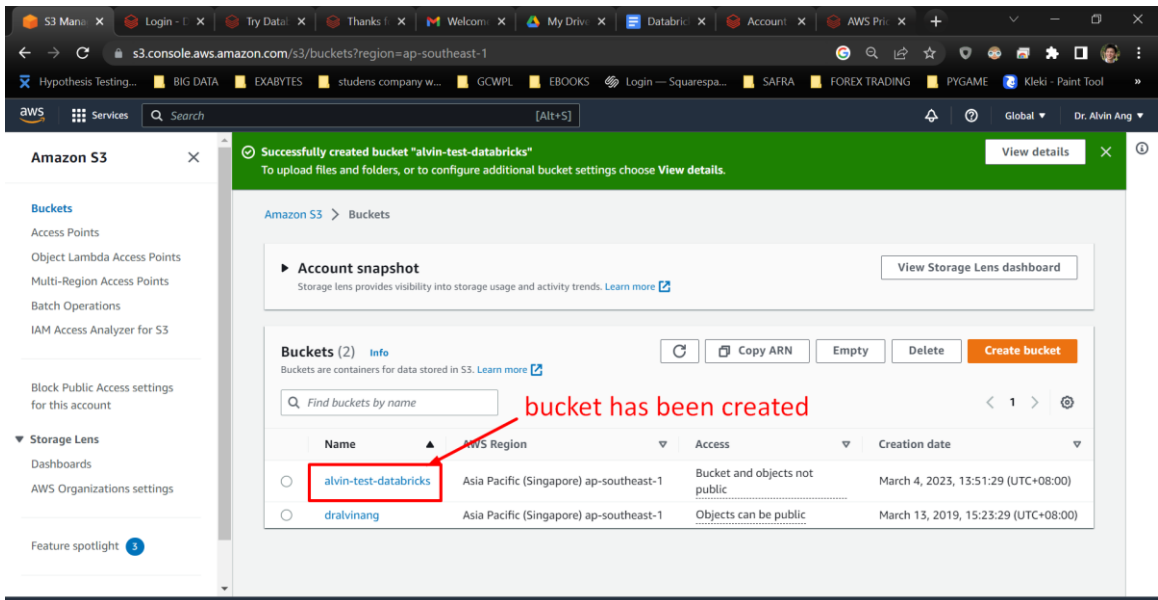 S3 Mana
Login - D
Try Datab
Thanks f
Welcome
My Drive
Databric
Account
AWS Pric
s3.console.aws.amazon.com/s3/buckets?region=ap-southeast-1
Hypothesis Testing...
BIG DATA
EXABYTES
studens company w...
GCWPL
EBOOKS
Login — Squarespa...
SAFRA
FOREX TRADING
PYGAME
Kleki - Paint Tool
»
aws
Services
Search
[Alt+S]
Global
Dr. Alvin Ang
Amazon S3
Buckets
Access Points
Object Lambda Access Points
Multi-Region Access Points
Batch Operations
IAM Access Analyzer for S3
Block Public Access settings
for this account
Storage Lens
Dashboards
AWS Organizations settings
Feature spotlight 3
Successfully created bucket "alvin-test-databricks"
To upload files and folders, or to configure additional bucket settings choose View details.
View details
Amazon S3 > Buckets
Account snapshot
Storage lens provides visibility into storage usage and activity trends. Learn more
View Storage Lens dashboard
Buckets (2) Info
Buckets are containers for data stored in S3. Learn more
Copy ARN
Empty
Delete
Create bucket
Find buckets by name
bucket has been created
< 1 >
Name
AWS Region
Access
Creation date
alvin-test-databricks
Asia Pacific (Singapore) ap-southeast-1
Bucket and objects not
public
March 4, 2023, 13:51:29 (UTC+08:00)
dralvinang
Asia Pacific (Singapore) ap-southeast-1
Objects can be public
March 13, 2019, 15:23:29 (UTC+08:00)